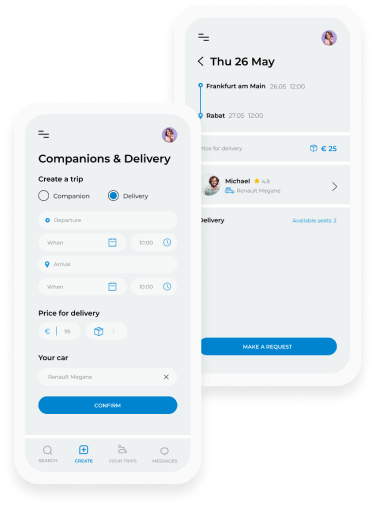 Thu 26 May
Frankfurt am Main 26.05 12:00
Rabat 27.05 12:00
rice for delivery € 25
Michael 4.8
Renault Megane
Delivery Available seats: 2
MAKE A REQUEST
Companions & Delivery
Create a trip
Companion Delivery
Departure
When 10:00
Arrival
When 10:00
Price for delivery
€
Your car
Renault Megane
CONFIRM
SEARCH CREATE YOUR TRIPS MESSAGES